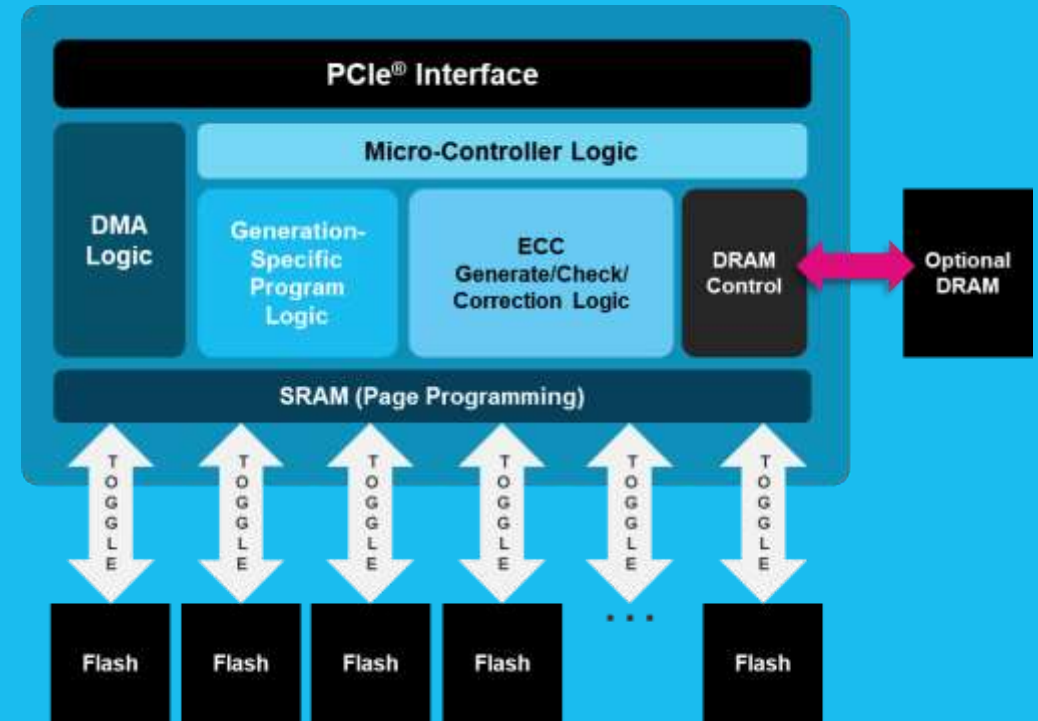 PCIe® Interface
Micro-Controller Logic
DMA
Logic
Generation-
Specific
Program
Logic
ECC
Generate/Check/
Correction Logic
DRAM
Control
Optional
DRAM
SRAM (Page Programming)
TOGGLE
TOGGLE
TOGGLE
TOGGLE
TOGGLE
TOGGLE
Flash
Flash
Flash
Flash
...
Flash